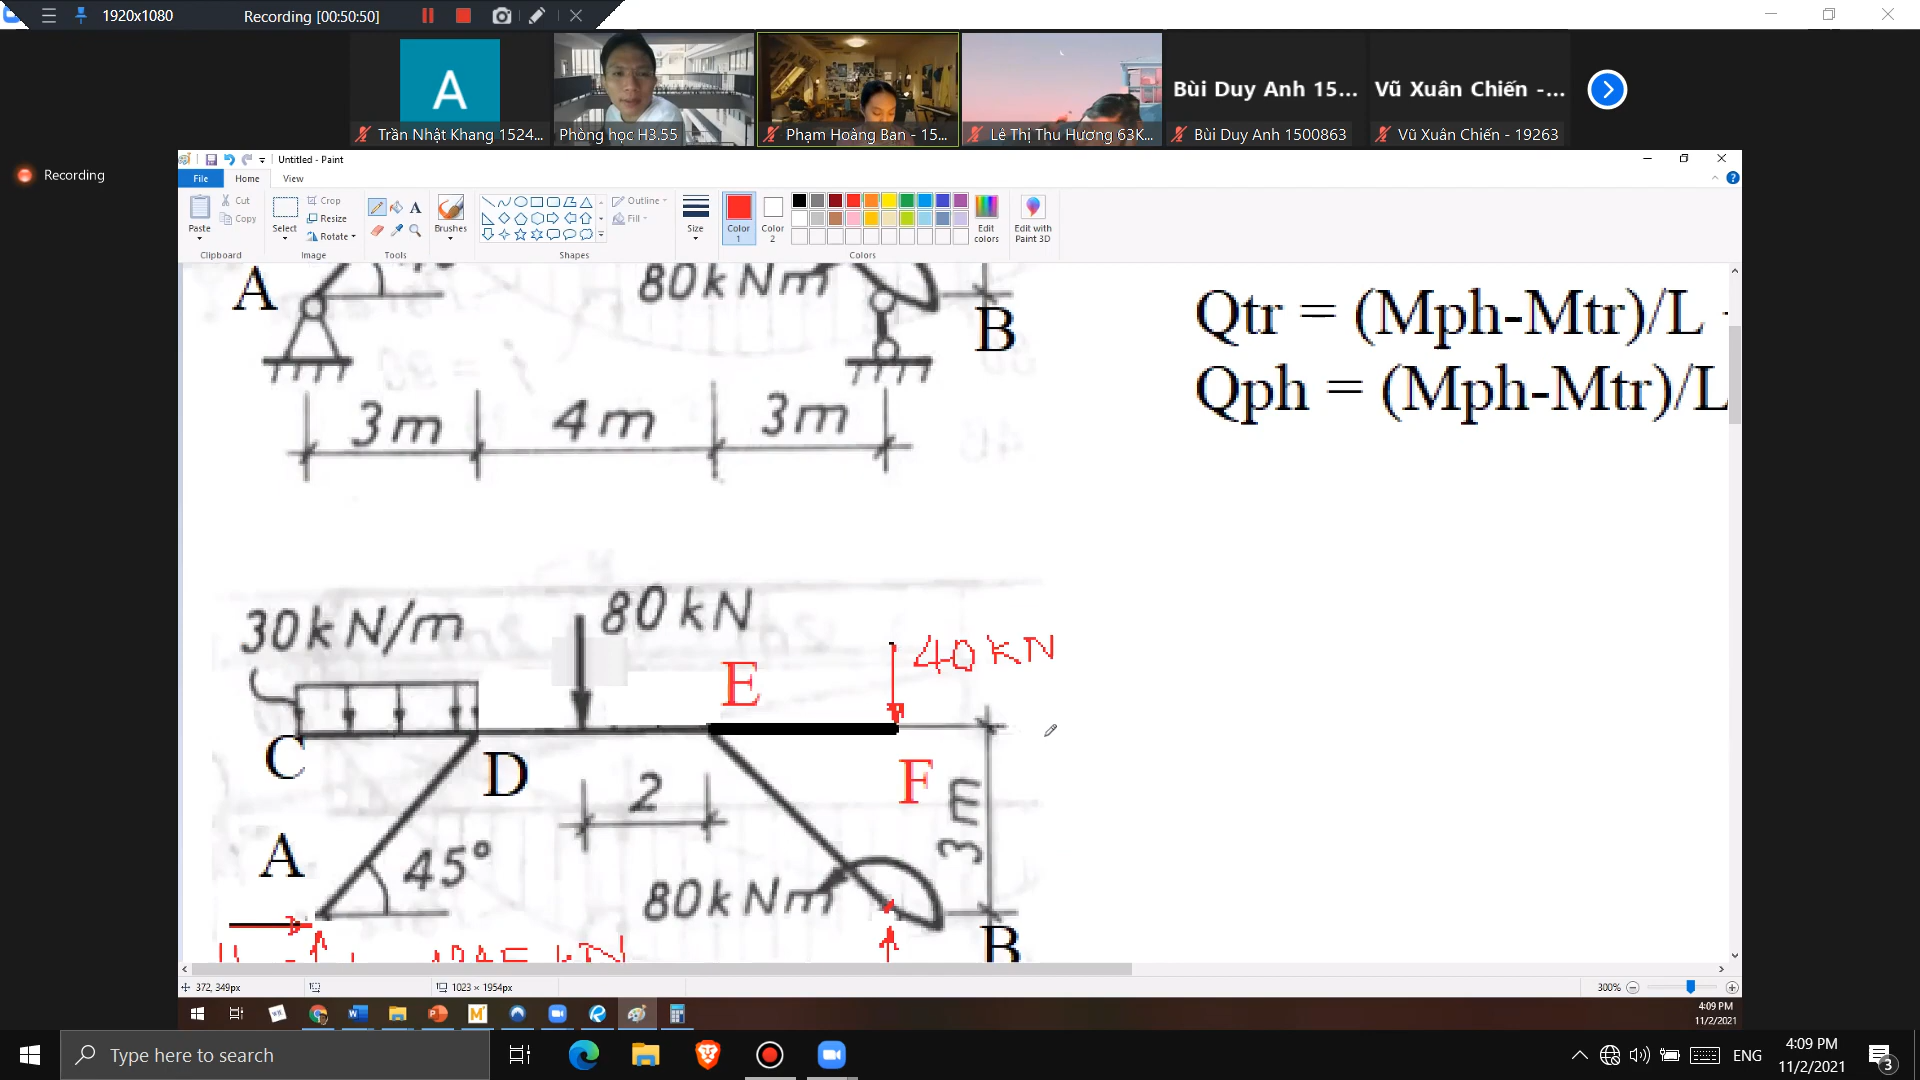 1920x1080
Recording [00:50:50]
A
Trần Nhật Khang 1524...
Phòng học H3.55
Phạm Hoàng Ban - 15...
Lê Thị Thu Hương 63K...
Bùi Duy Anh 15...
Bùi Duy Anh 1500863
Vũ Xuân Chiến -...
Vũ Xuân Chiến - 19263
Recording
Untitled - Paint
File
Home
View
Paste
Cut
Copy
Clipboard
Select
Crop
Resize
Rotate
Image
A
Tools
Brushes
Shapes
Outline
Fill
Size
Color 1
Color 2
Edit colors
Edit with Paint 3D
Colors
A
80kNm
B
3m
4m
3m
Qtr = (Mph-Mtr)/L
Qph = (Mph-Mtr)/L
30kN/m
80kN
40KN
E
C
D
2
F
3m
A
45°
80kNm
B
372, 349px
1023 × 1954px
300%
4:09 PM
11/2/2021
Type here to search
ENG
4:09 PM
11/2/2021
3